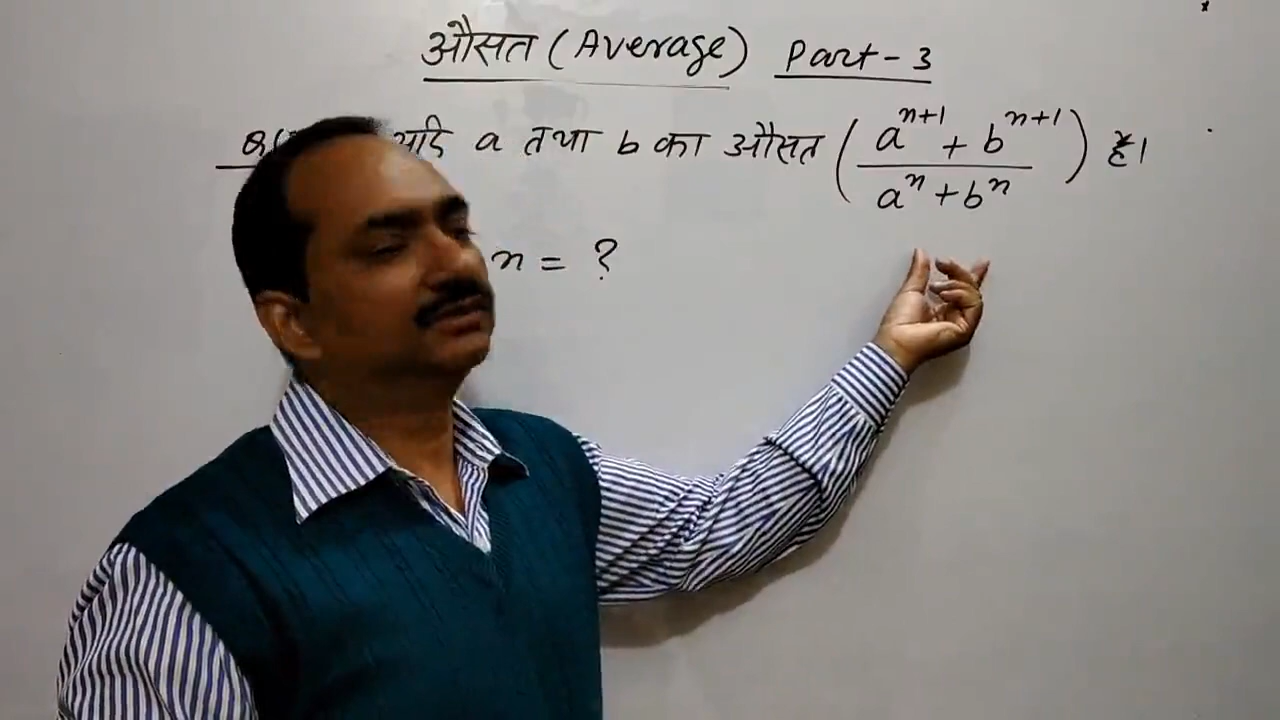 औसत (Average) Part-3
यदि a तथा b का औसत (a^{n+1} + b^{n+1} / a^n + b^n) है।
n = ?